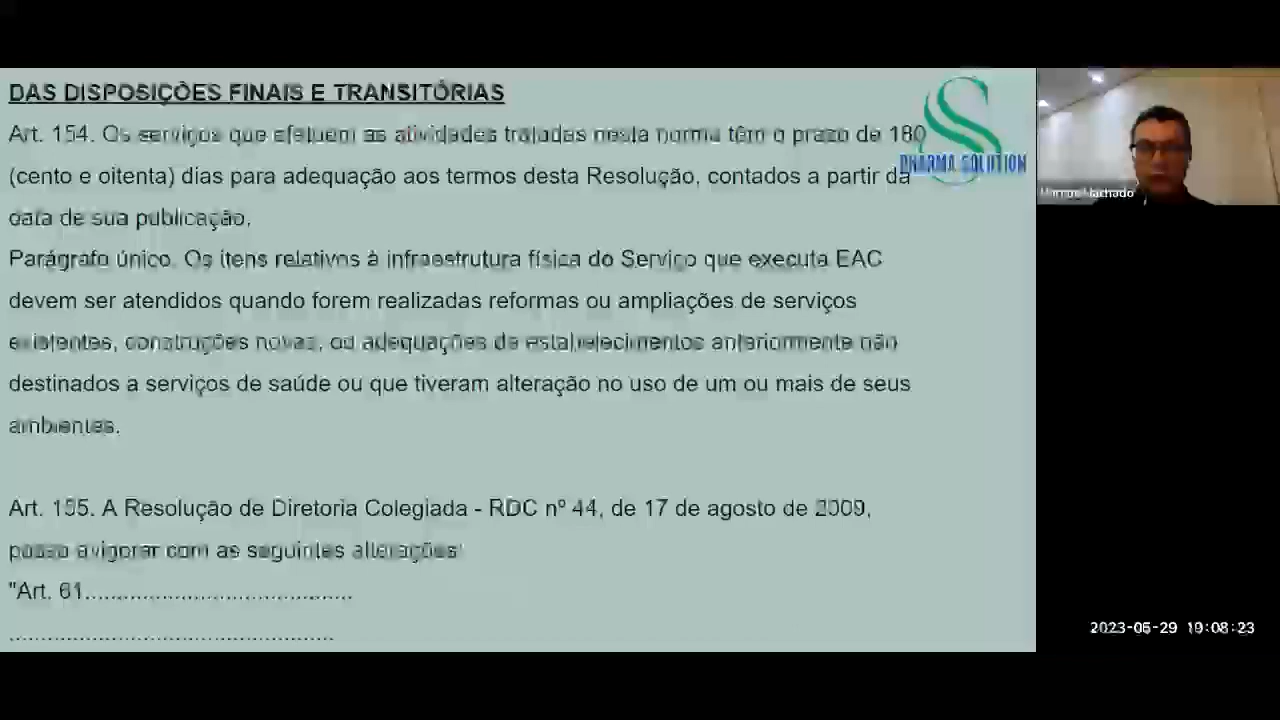 DAS DISPOSIÇÕES FINAIS E TRANSITÓRIAS
Art. 154. Os serviços que efetuem as atividades tratadas nesta norma têm o prazo de 180
(cento e oitenta) dias para adequação aos termos desta Resolução, contados a partir da
data de sua publicação.
Parágrafo único. Os itens relativos à infraestrutura física do Serviço que executa EAC
devem ser atendidos quando forem realizadas reformas ou ampliações de serviços
existentes, construções novas, ou adequações de estabelecimentos anteriormente não
destinados a serviços de saúde ou que tiveram alteração no uso de um ou mais de seus
ambientes.
Art. 155. A Resolução de Diretoria Colegiada - RDC nº 44, de 17 de agosto de 2009,
passa avigorar com as seguintes alterações:
"Art. 61..........................................
...................................................
PHARMA SOLUTION
Marcos Machado
2023-05-29 19:08:23